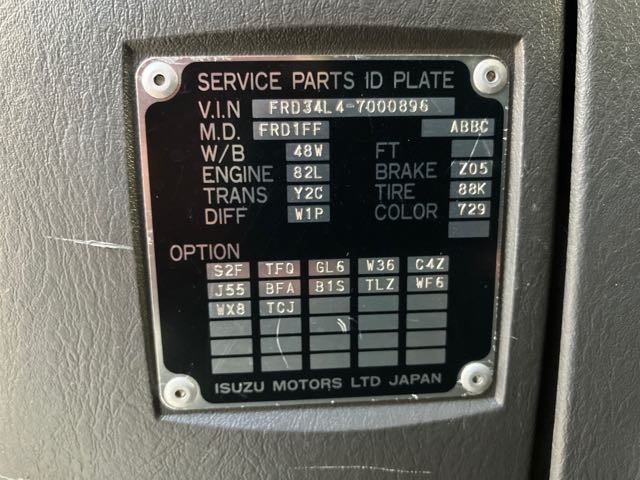 SERVICE PARTS ID PLATE
V.I.N FRD34L4-7000896
M.D. FRD1FF ABBC
W/B 48W FT
ENGINE 82L BRAKE Z05
TRANS Y2C TIRE 88K
DIFF W1P COLOR 729
OPTION
S2F TFQ GL6 W36 C4Z
J55 BFA B1S TLZ WF6
WX8 TCJ
ISUZU MOTORS LTD JAPAN